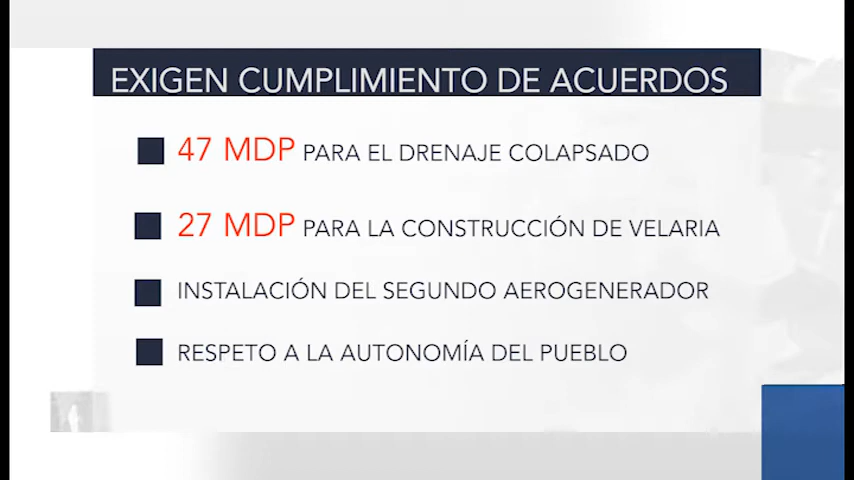 EXIGEN CUMPLIMIENTO DE ACUERDOS
47 MDP PARA EL DRENAJE COLAPSADO
27 MDP PARA LA CONSTRUCCIÓN DE VELARIA
INSTALACIÓN DEL SEGUNDO AEROGENERADOR
RESPETO A LA AUTONOMÍA DEL PUEBLO